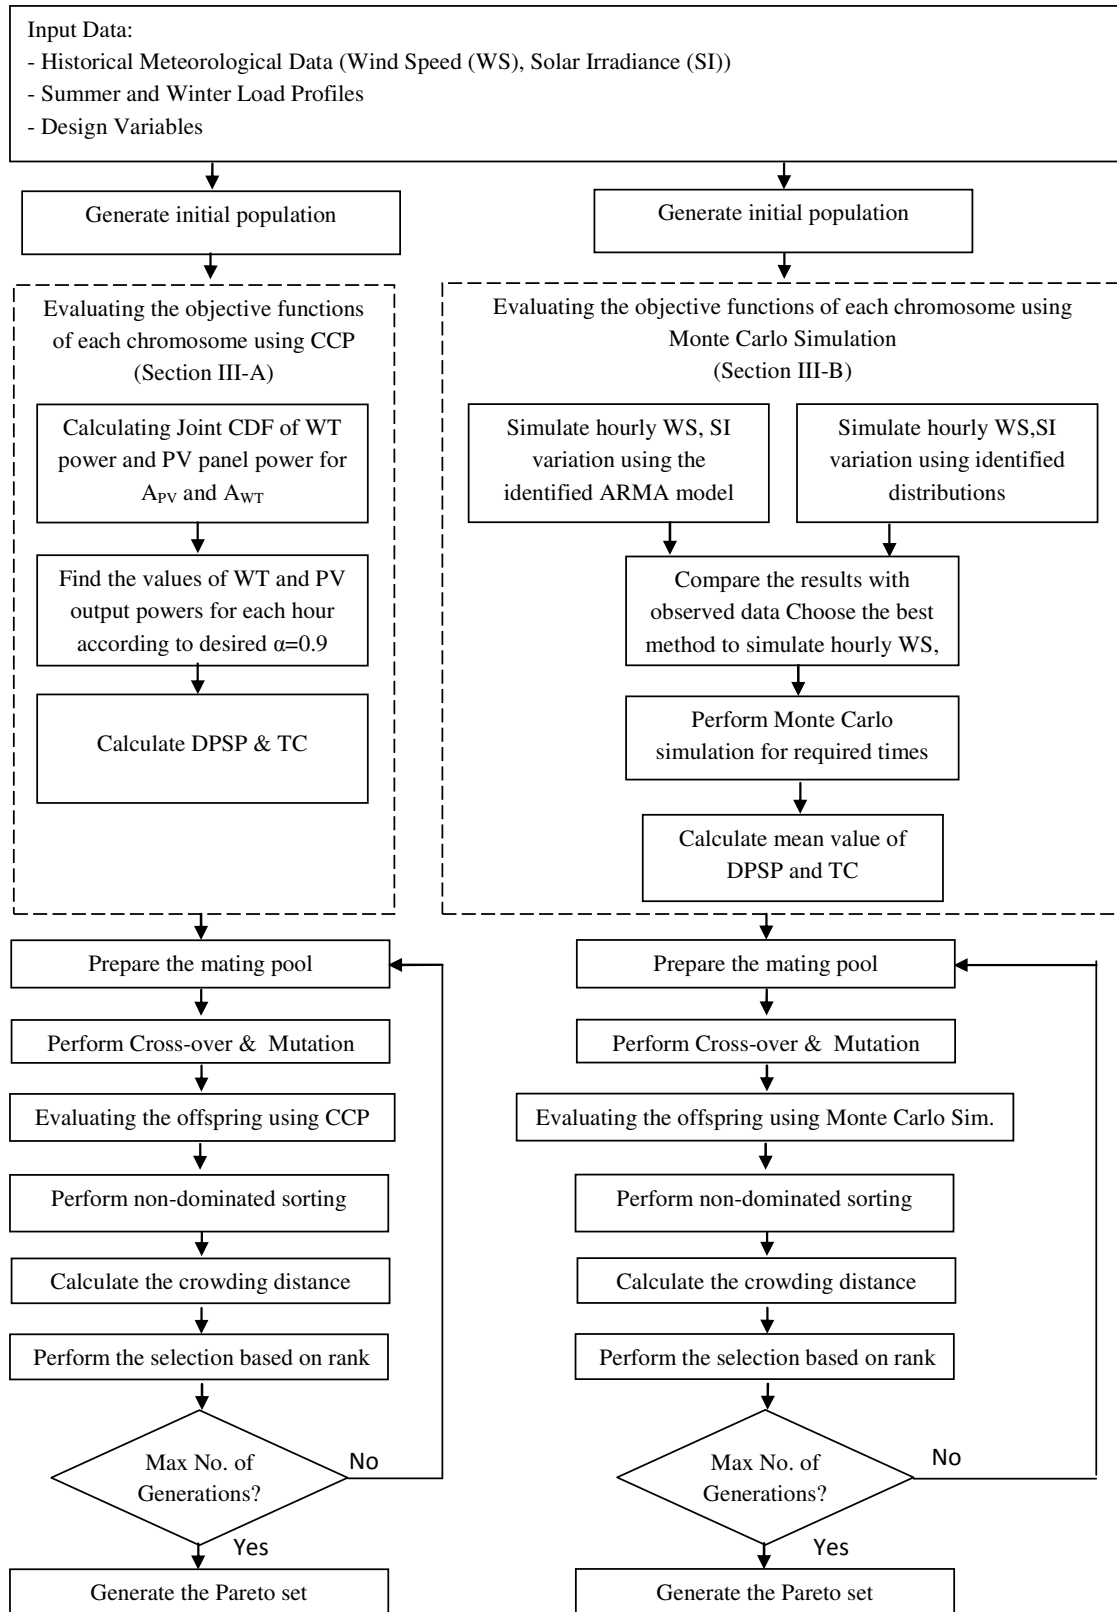 Input Data:
- Historical Meteorological Data (Wind Speed (WS), Solar Irradiance (SI))
- Summer and Winter Load Profiles
- Design Variables
Generate initial population
Evaluating the objective functions
of each chromosome using CCP
(Section III-A)
Calculating Joint CDF of WT
power and PV panel power for
APV and AWT
Find the values of WT and PV
output powers for each hour
according to desired α=0.9
Calculate DPSP & TC
Prepare the mating pool
Perform Cross-over & Mutation
Evaluating the offspring using CCP
Perform non-dominated sorting
Calculate the crowding distance
Perform the selection based on rank
Max No. of
Generations?
No
Yes
Generate the Pareto set
Generate initial population
Evaluating the objective functions of each chromosome using
Monte Carlo Simulation
(Section III-B)
Simulate hourly WS, SI
variation using the
identified ARMA model
Simulate hourly WS,SI
variation using identified
distributions
Compare the results with
observed data Choose the best
method to simulate hourly WS,
Perform Monte Carlo
simulation for required times
Calculate mean value of
DPSP and TC
Prepare the mating pool
Perform Cross-over & Mutation
Evaluating the offspring using Monte Carlo Sim.
Perform non-dominated sorting
Calculate the crowding distance
Perform the selection based on rank
Max No. of
Generations?
No
Yes
Generate the Pareto set